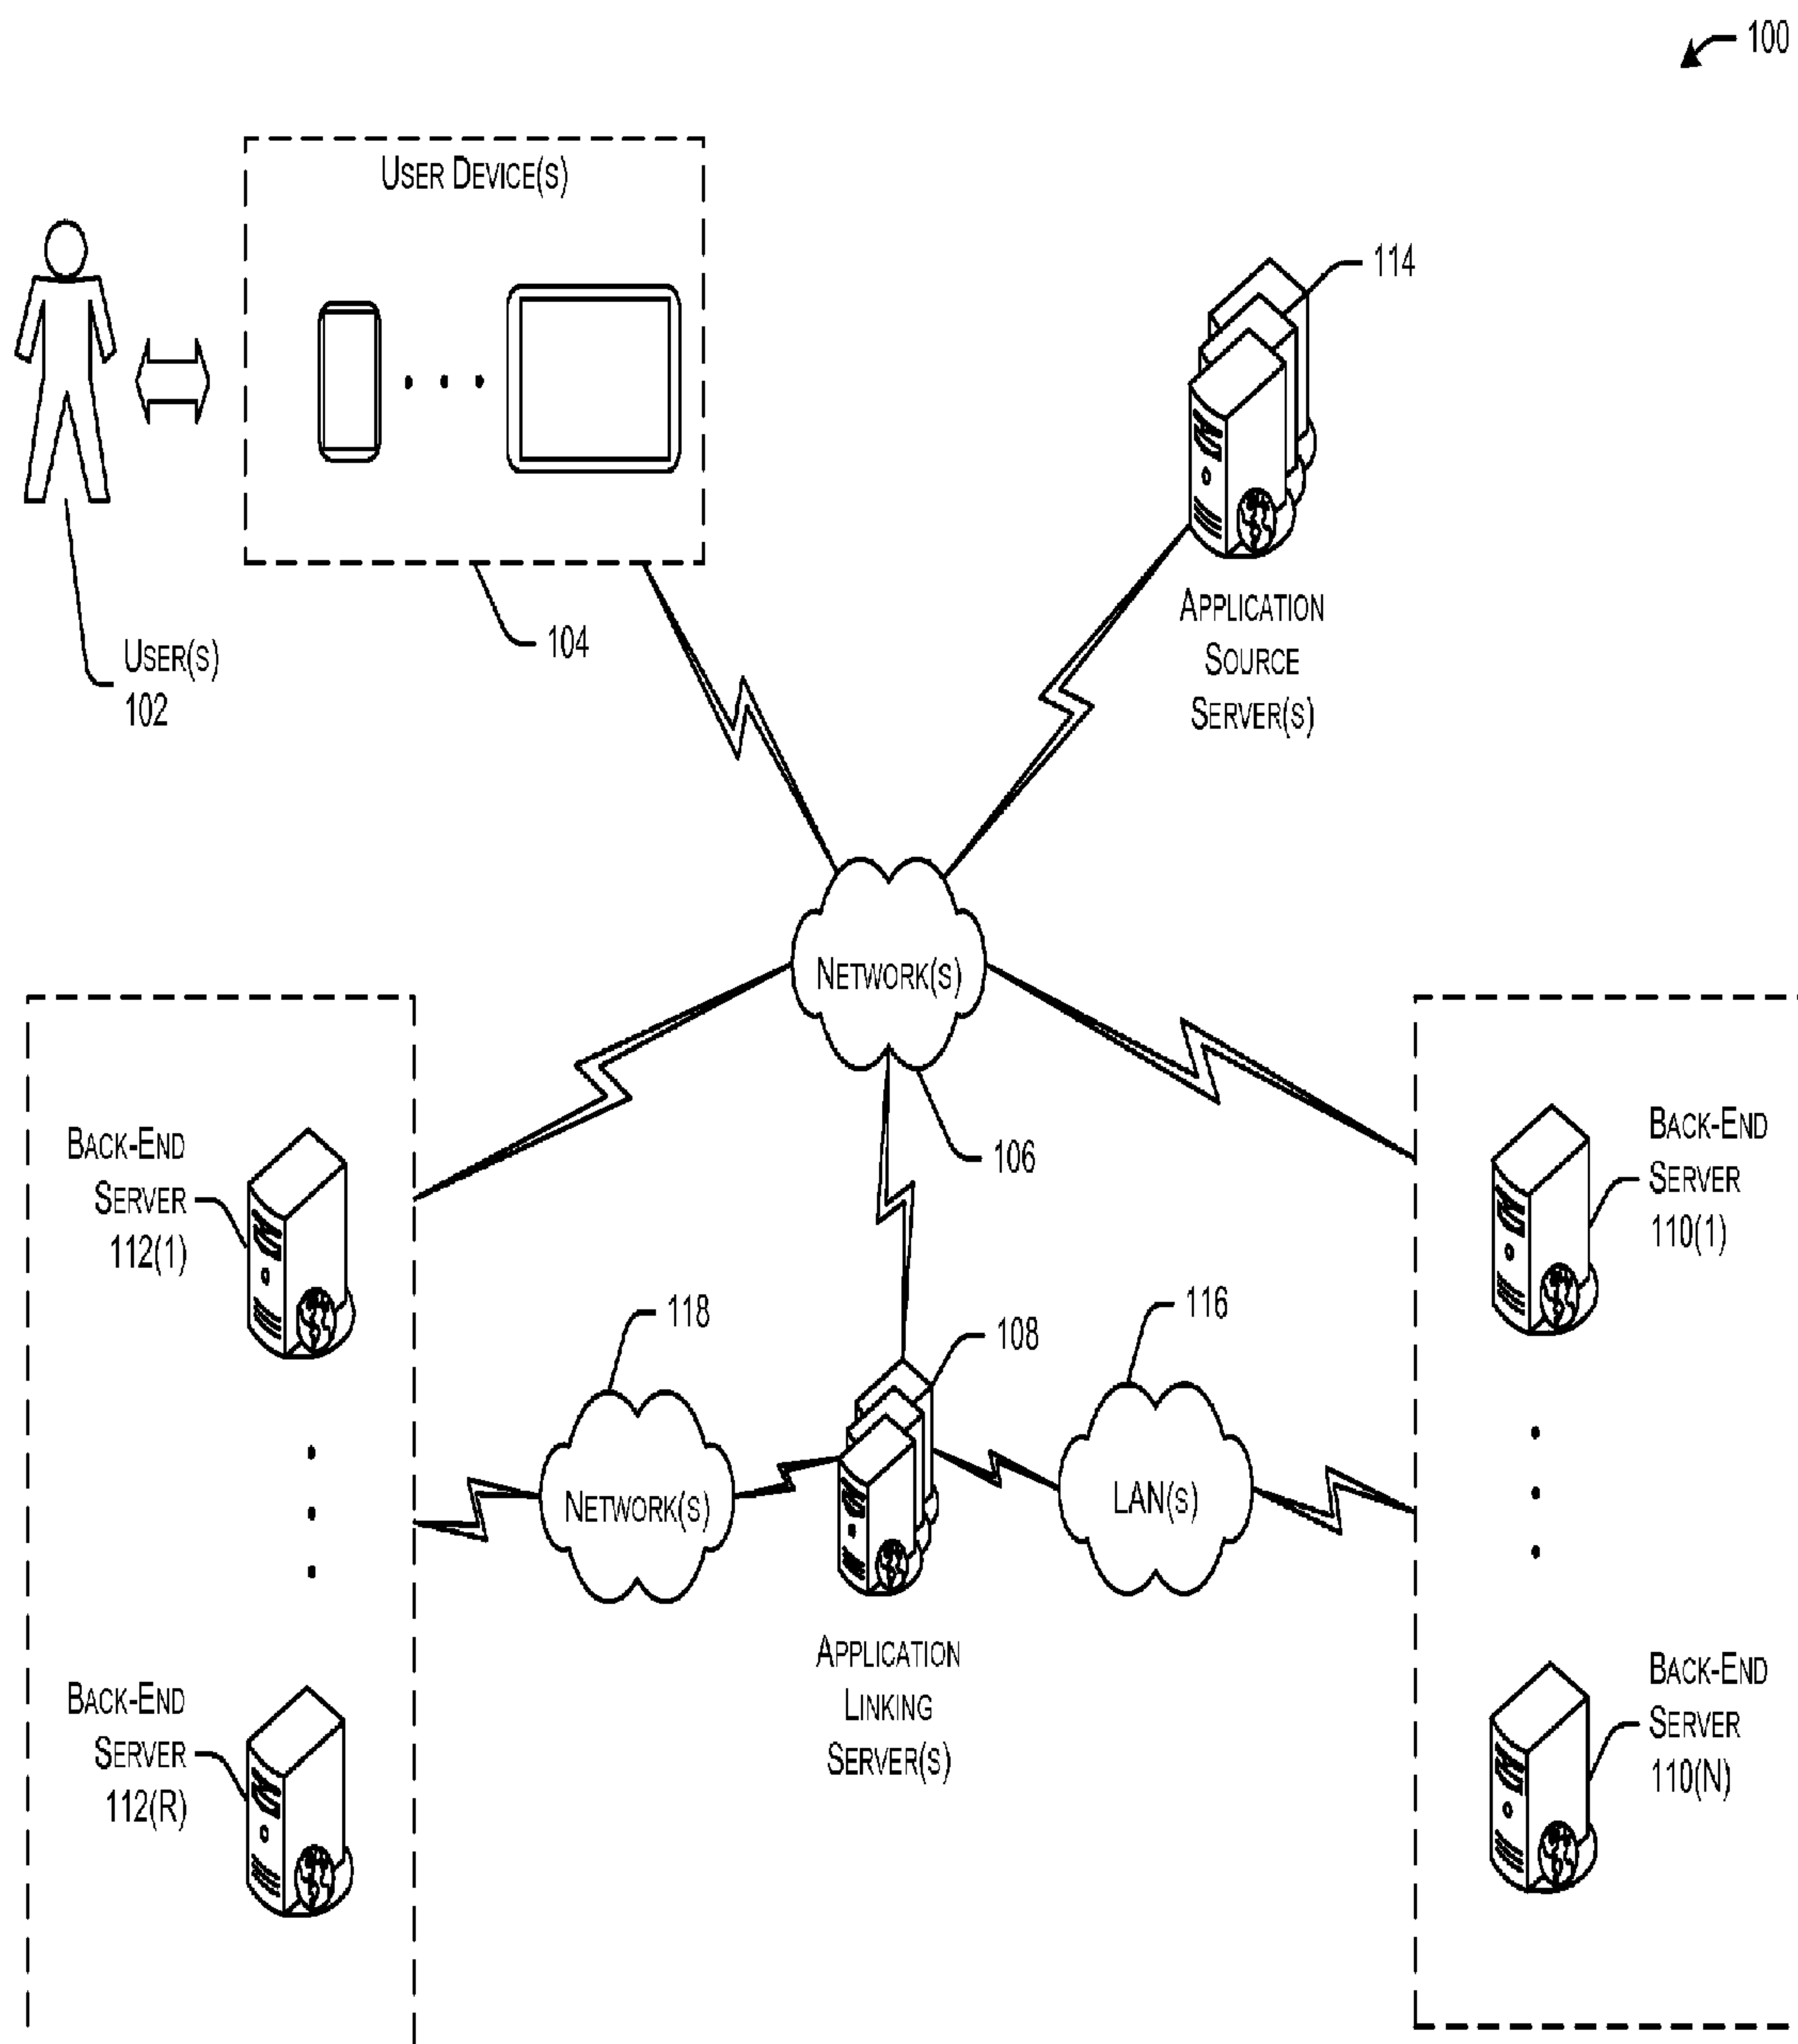 100
USER DEVICE(S)
114
104
USER(S)
102
APPLICATION
SOURCE
SERVER(S)
NETWORK(S)
106
BACK-END
SERVER
112(1)
BACK-END
SERVER
110(1)
118
108
116
NETWORK(S)
LAN(S)
APPLICATION
LINKING
SERVER(S)
BACK-END
SERVER
112(R)
BACK-END
SERVER
110(N)